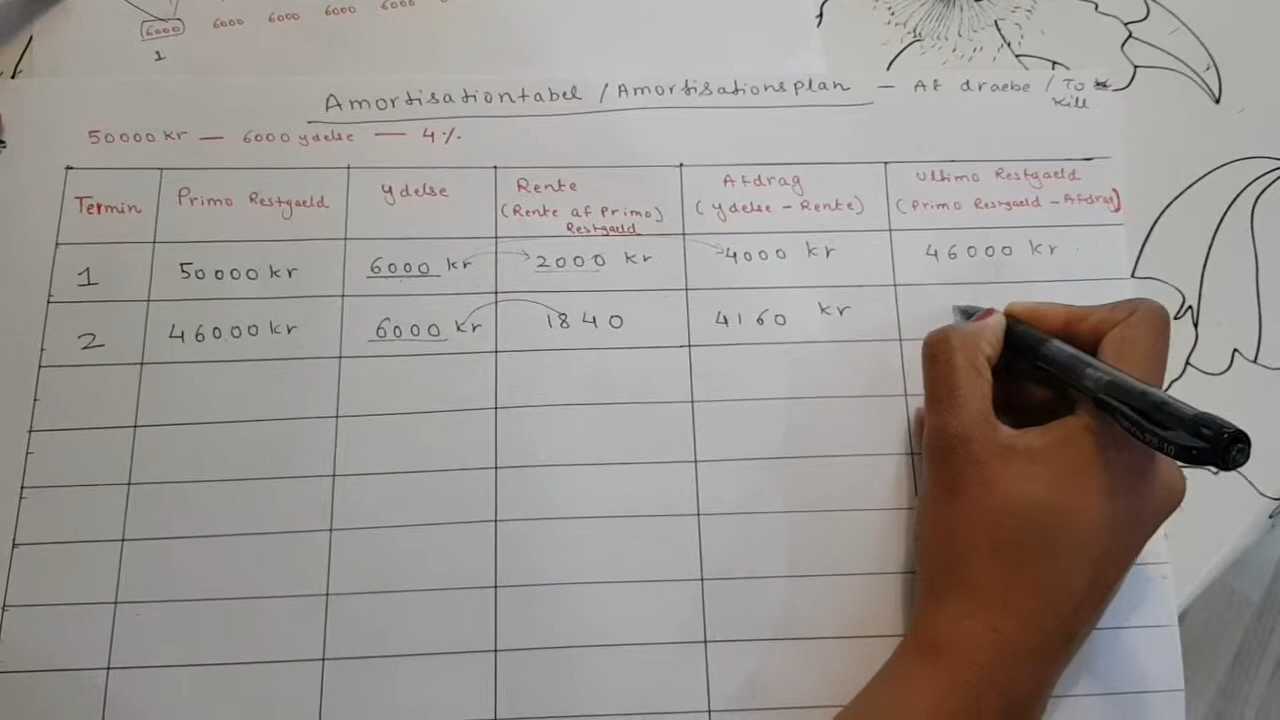 6000 6000 6000 6000 6000
1
Amortisationtabel / Amortisationsplan — Af draebe / To
Kill
50000 kr — 6000 ydelse — 4 %.
Termin
Primo Restgaeld
ydelse
Rente
(Rente af Primo)
Restgaeld
Afdrag
(ydelse - Rente)
Ultimo Restgaeld
(Primo Restgaeld - Afdrag)
1 50000 kr 6000 kr 2000 kr 4000 kr 46000 kr
2 46000 kr 6000 kr 1840 4160 kr